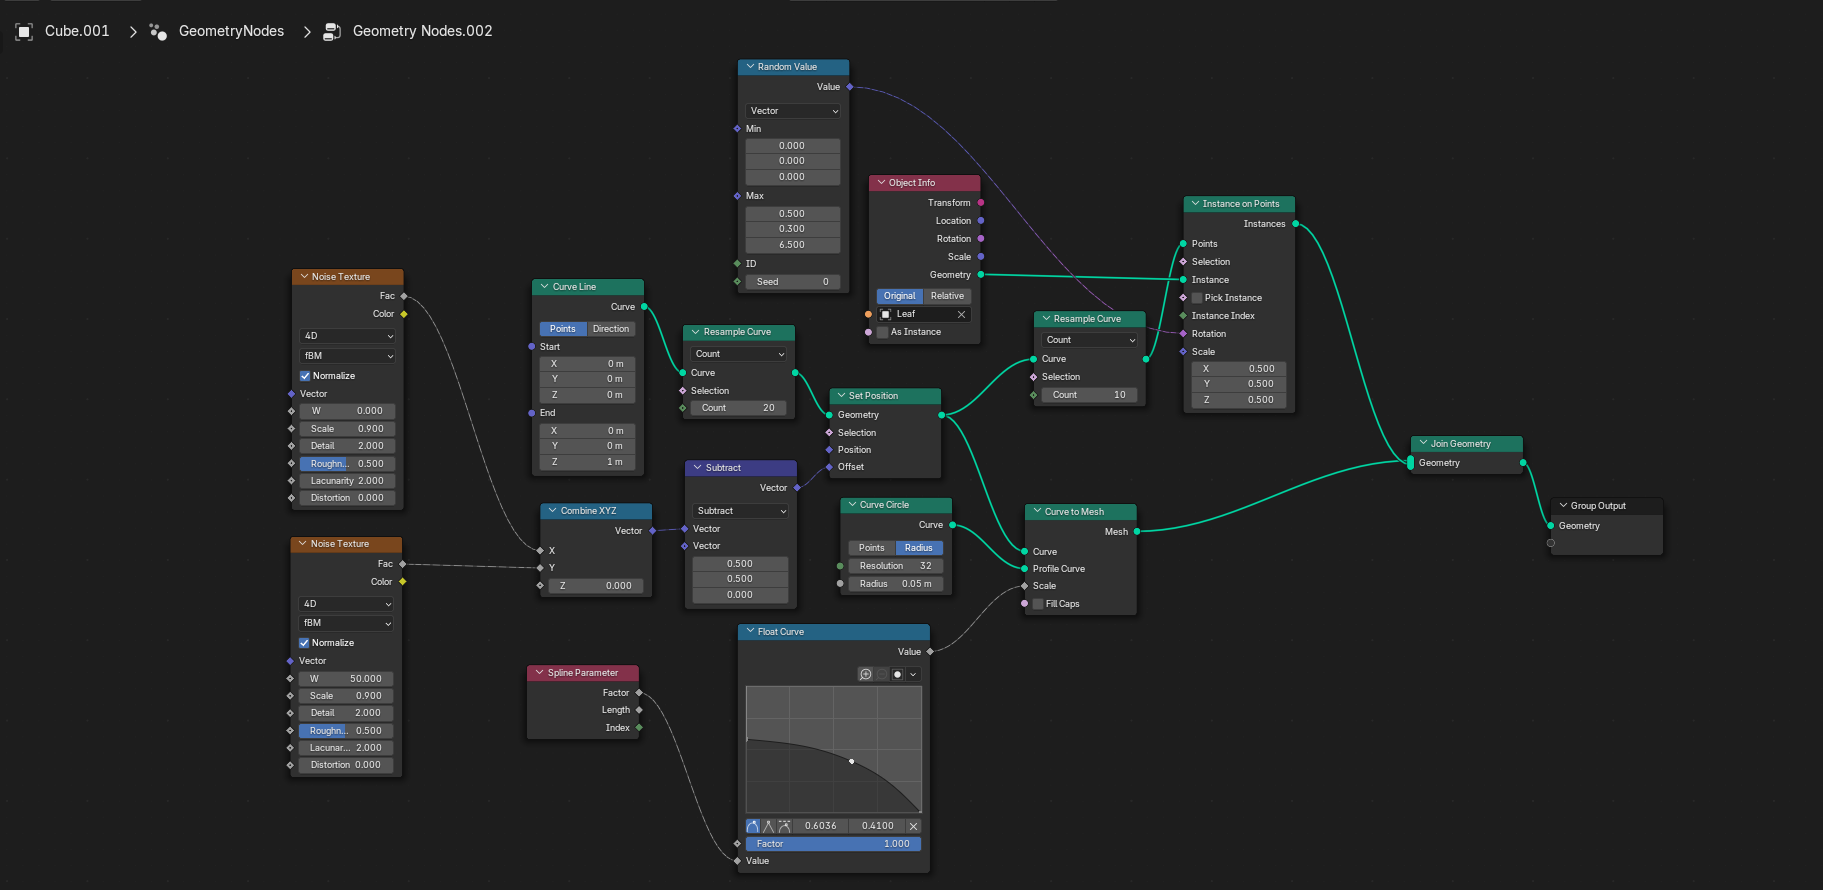 Cube.001 > GeometryNodes > Geometry Nodes.002
Random Value
Value
Vector
Min
0.000
0.000
0.000
Max
0.500
0.300
6.500
ID
Seed 0
Object Info
Transform
Location
Rotation
Scale
Geometry
Original Relative
Leaf
As Instance
Instance on Points
Instances
Points
Selection
Instance
Pick Instance
Instance Index
Rotation
Scale
X 0.500
Y 0.500
Z 0.500
Noise Texture
Fac
Color
4D
fBM
Normalize
Vector
W 0.000
Scale 0.900
Detail 2.000
Roughn... 0.500
Lacunarity 2.000
Distortion 0.000
Curve Line
Curve
Points Direction
Start
X 0 m
Y 0 m
Z 0 m
End
X 0 m
Y 0 m
Z 1 m
Resample Curve
Count
Curve
Selection
Count 20
Resample Curve
Count
Curve
Selection
Count 10
Set Position
Geometry
Selection
Position
Offset
Join Geometry
Geometry
Subtract
Vector
Subtract
Vector
Vector
0.500
0.500
0.000
Combine XYZ
Vector
X
Y
Z 0.000
Curve Circle
Curve
Points Radius
Resolution 32
Radius 0.05 m
Curve to Mesh
Mesh
Curve
Profile Curve
Scale
Fill Caps
Group Output
Geometry
Noise Texture
Fac
Color
4D
fBM
Normalize
Vector
W 50.000
Scale 0.900
Detail 2.000
Roughn... 0.500
Lacunar... 2.000
Distortion 0.000
Spline Parameter
Factor
Length
Index
Float Curve
Value
0.6036 0.4100
Factor 1.000
Value